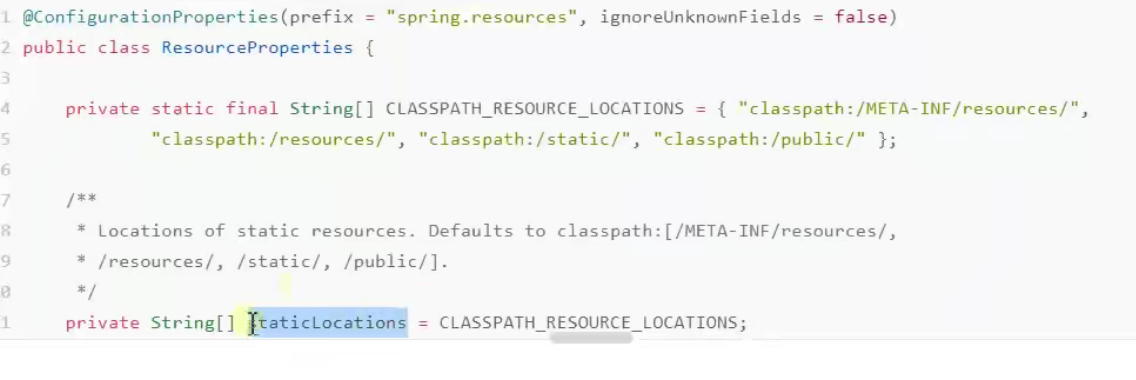 1 @ConfigurationProperties(prefix = "spring.resources", ignoreUnknownFields = false)
2 public class ResourceProperties {
3
4 private static final String[] CLASSPATH_RESOURCE_LOCATIONS = { "classpath:/META-INF/resources/",
5 "classpath:/resources/", "classpath:/static/", "classpath:/public/" };
6
7 /**
8 * Locations of static resources. Defaults to classpath:[/META-INF/resources/,
9 * /resources/, /static/, /public/].
0 */
1 private String[] staticLocations = CLASSPATH_RESOURCE_LOCATIONS;